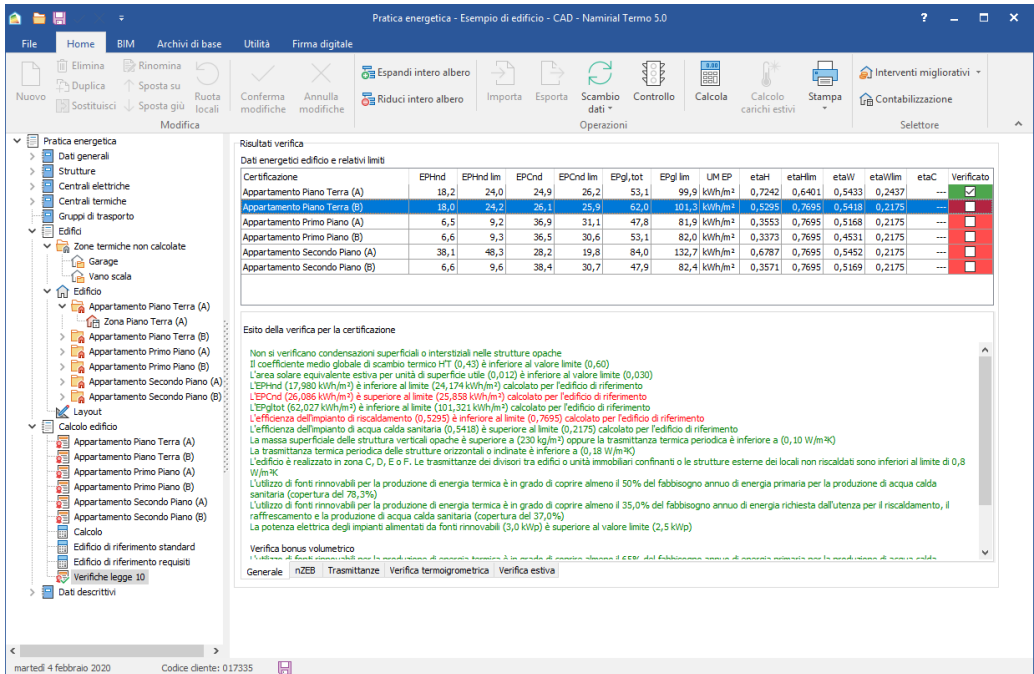 Pratica energetica - Esempio di edificio - CAD - Namirial Termo 5.0
File Home BIM Archivi di base Utilità Firma digitale
Nuovo
Elimina
Duplica
Sostituisci
Rinomina
Sposta su
Sposta giù
Ruota locali
Modifica
Conferma modifiche
Annulla modifiche
Espandi intero albero
Riduci intero albero
Importa
Esporta
Scambio dati
Controllo
Calcola
Calcolo carichi estivi
Stampa
Operazioni
Interventi migliorativi
Contabilizzazione
Selettore
Pratica energetica
Dati generali
Strutture
Centrali elettriche
Centrali termiche
Gruppi di trasporto
Edifici
Zone termiche non calcolate
Garage
Vano scala
Edificio
Appartamento Piano Terra (A)
Zona Piano Terra (A)
Appartamento Piano Terra (B)
Appartamento Primo Piano (A)
Appartamento Primo Piano (B)
Appartamento Secondo Piano (A)
Appartamento Secondo Piano (B)
Layout
Calcolo edificio
Appartamento Piano Terra (A)
Appartamento Piano Terra (B)
Appartamento Primo Piano (A)
Appartamento Primo Piano (B)
Appartamento Secondo Piano (A)
Appartamento Secondo Piano (B)
Calcolo
Edificio di riferimento standard
Edificio di riferimento requisiti
Verifiche legge 10
Dati descrittivi
Risultati verifica
Dati energetici edificio e relativi limiti
Certificazione EPHnd EPHnd lim EPCnd EPCnd lim EPgl,tot EPgl lim UM EP etaH etaHlim etaW etaWlim etaC Verificato
Appartamento Piano Terra (A) 18,2 24,0 24,9 26,2 53,1 99,9 kWh/m² 0,7242 0,6401 0,5433 0,2437 ---
Appartamento Piano Terra (B) 18,0 24,2 26,1 25,9 62,0 101,3 kWh/m² 0,5295 0,7695 0,5418 0,2175 ---
Appartamento Primo Piano (A) 6,5 9,2 36,9 31,1 47,8 81,9 kWh/m² 0,3553 0,7695 0,5168 0,2175 ---
Appartamento Primo Piano (B) 6,6 9,3 36,5 30,6 53,1 82,0 kWh/m² 0,3373 0,7695 0,4531 0,2175 ---
Appartamento Secondo Piano (A) 38,1 48,3 28,2 19,8 84,0 132,7 kWh/m² 0,6787 0,7695 0,5452 0,2175 ---
Appartamento Secondo Piano (B) 6,6 9,6 38,4 30,7 47,9 82,4 kWh/m² 0,3571 0,7695 0,5169 0,2175 ---
Esito della verifica per la certificazione
Non si verificano condensazioni superficiali o interstiziali nelle strutture opache
Il coefficiente medio globale di scambio termico H'T (0,43) è inferiore al valore limite (0,60)
L'area solare equivalente estiva per unità di superficie utile (0,012) è inferiore al valore limite (0,030)
L'EPHnd (17,980 kWh/m²) è inferiore al limite (24,174 kWh/m²) calcolato per l'edificio di riferimento
L'EPCnd (26,086 kWh/m²) è superiore al limite (25,858 kWh/m²) calcolato per l'edificio di riferimento
L'EPgltot (62,027 kWh/m²) è inferiore al limite (101,321 kWh/m²) calcolato per l'edificio di riferimento
L'efficienza dell'impianto di riscaldamento (0,5295) è inferiore al limite (0,7695) calcolato per l'edificio di riferimento
L'efficienza dell'impianto di acqua calda sanitaria (0,5418) è superiore al limite (0,2175) calcolato per l'edificio di riferimento
La massa superficiale delle struttura verticali opache è superiore a (230 kg/m²) oppure la trasmittanza termica periodica è inferiore a (0,10 W/m²K)
La trasmittanza termica periodica delle strutture orizzontali o inclinate è inferiore a (0,18 W/m²K)
L'edificio è realizzato in zona C, D, E o F. Le trasmittanze dei divisori tra edifici o unità immobiliari confinanti o le strutture esterne dei locali non riscaldati sono inferiori al limite di 0,8
W/m²K
L'utilizzo di fonti rinnovabili per la produzione di energia termica è in grado di coprire almeno il 50% del fabbisogno annuo di energia primaria per la produzione di acqua calda
sanitaria (copertura del 78,3%)
L'utilizzo di fonti rinnovabili per la produzione di energia termica è in grado di coprire almeno il 35,0% del fabbisogno annuo di energia richiesta dall'utenza per il riscaldamento, il
raffrescamento e la produzione di acqua calda sanitaria (copertura del 37,0%)
La potenza elettrica degli impianti alimentati da fonti rinnovabili (3,0 kWp) è superiore al valore limite (2,5 kWp)
Verifica bonus volumetrico
L'utilizzo di fonti rinnovabili per la produzione di energia termica è in grado di coprire almeno il 65% del fabbisogno annuo di energia primaria per la produzione di acqua calda
Generale nZEB Trasmittanze Verifica termoigrometrica Verifica estiva
martedì 4 febbraio 2020 Codice cliente: 017335